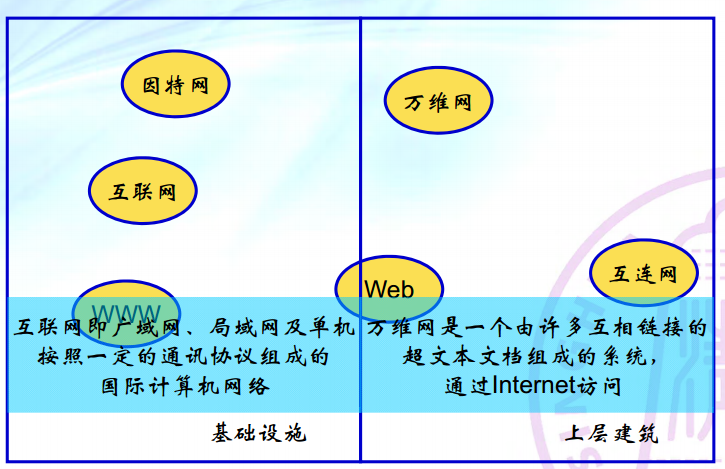 因特网
万维网
互联网
互连网
Web
WWW
互联网即广域网、局域网及单机
按照一定的通讯协议组成的
国际计算机网络
万维网是一个由许多互相链接的
超文本文档组成的系统,
通过Internet访问
基础设施
上层建筑